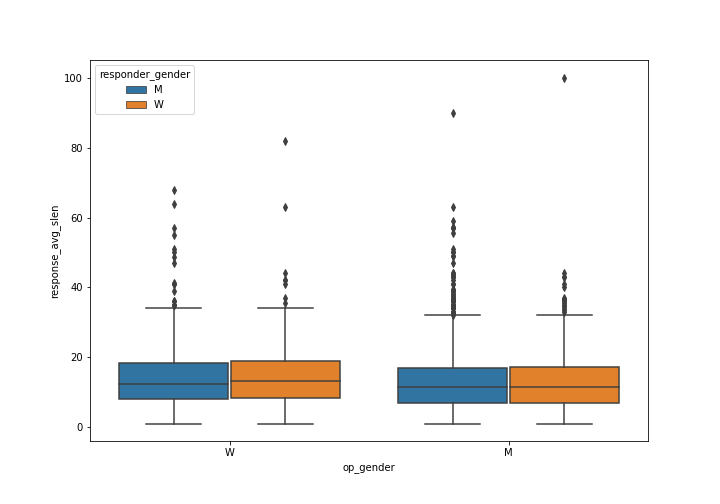 responder_gender
M
W
100
80
60
40
20
0
response_avg_slen
W
M
op_gender